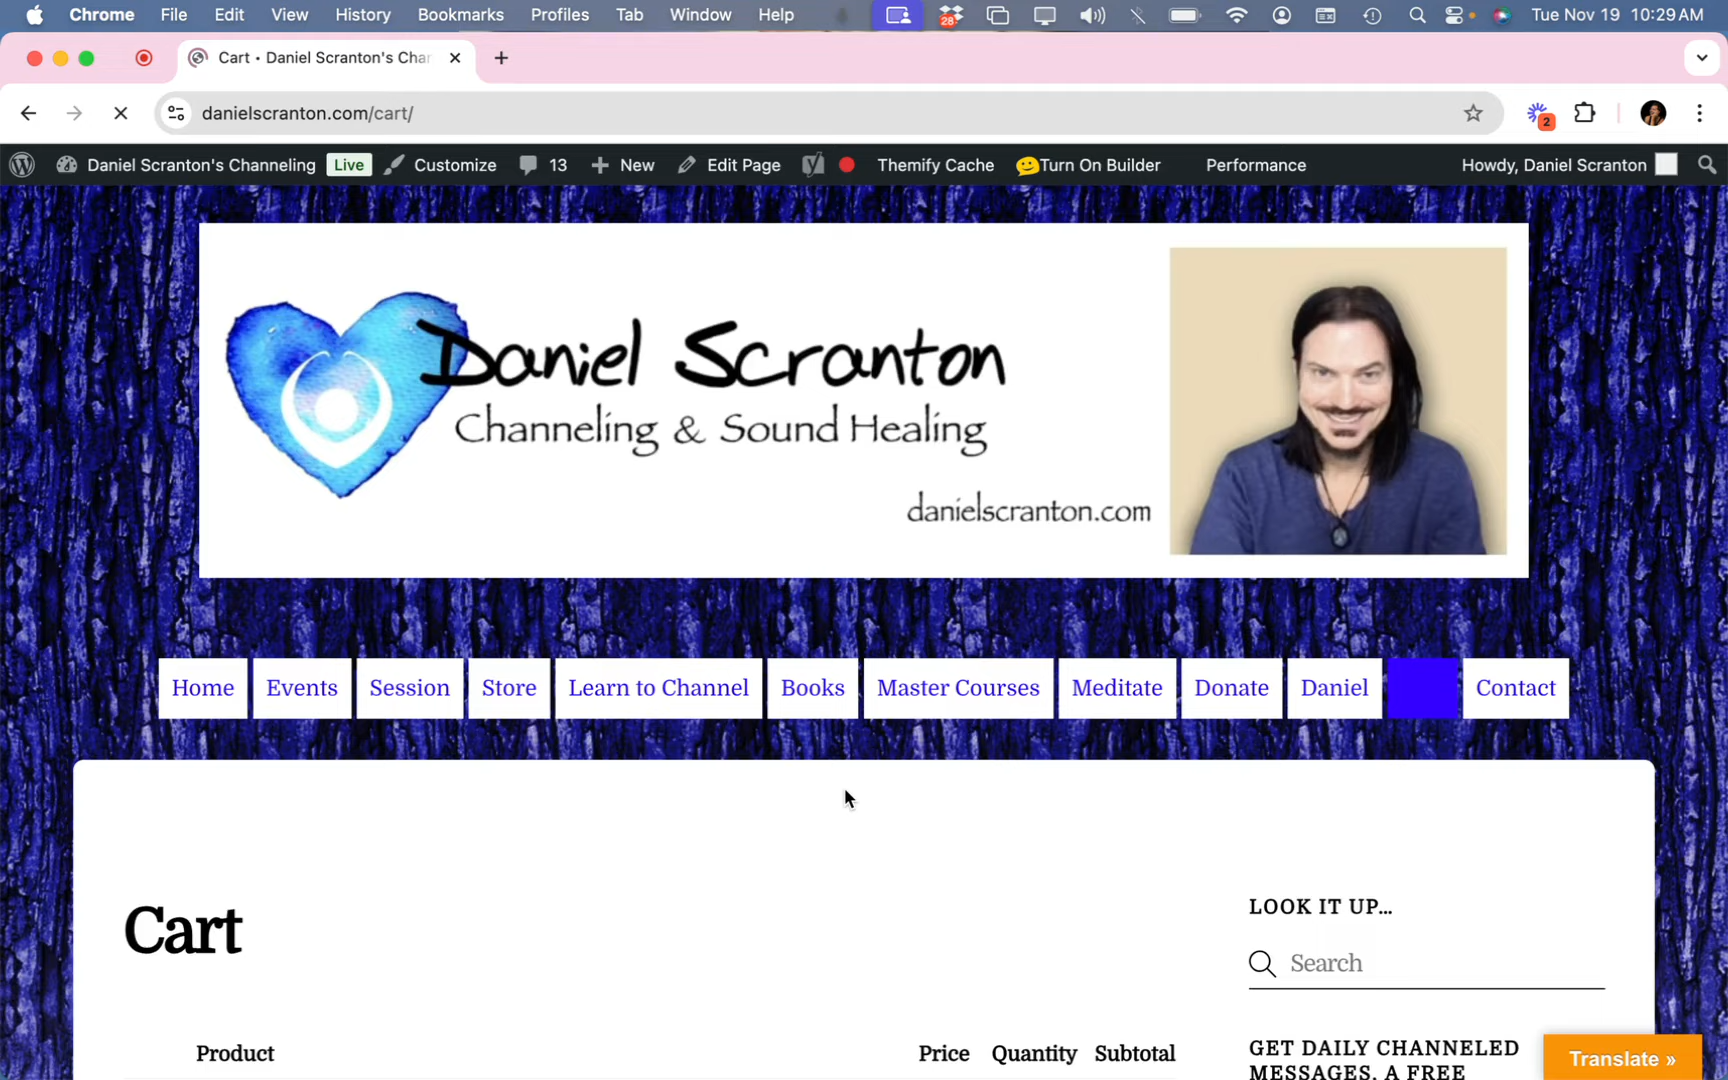 Chrome File Edit View History Bookmarks Profiles Tab Window Help 28 Tue Nov 19 10:29 AM
Cart • Daniel Scranton's Char
danielscranton.com/cart/ 2
Daniel Scranton's Channeling Live Customize 13 New Edit Page Themify Cache Turn On Builder Performance Howdy, Daniel Scranton
Daniel Scranton
Channeling & Sound Healing
danielscranton.com
Home Events Session Store Learn to Channel Books Master Courses Meditate Donate Daniel Contact
Cart
LOOK IT UP...
Search
Product Price Quantity Subtotal
GET DAILY CHANNELED
MESSAGES, A FREE
Translate »